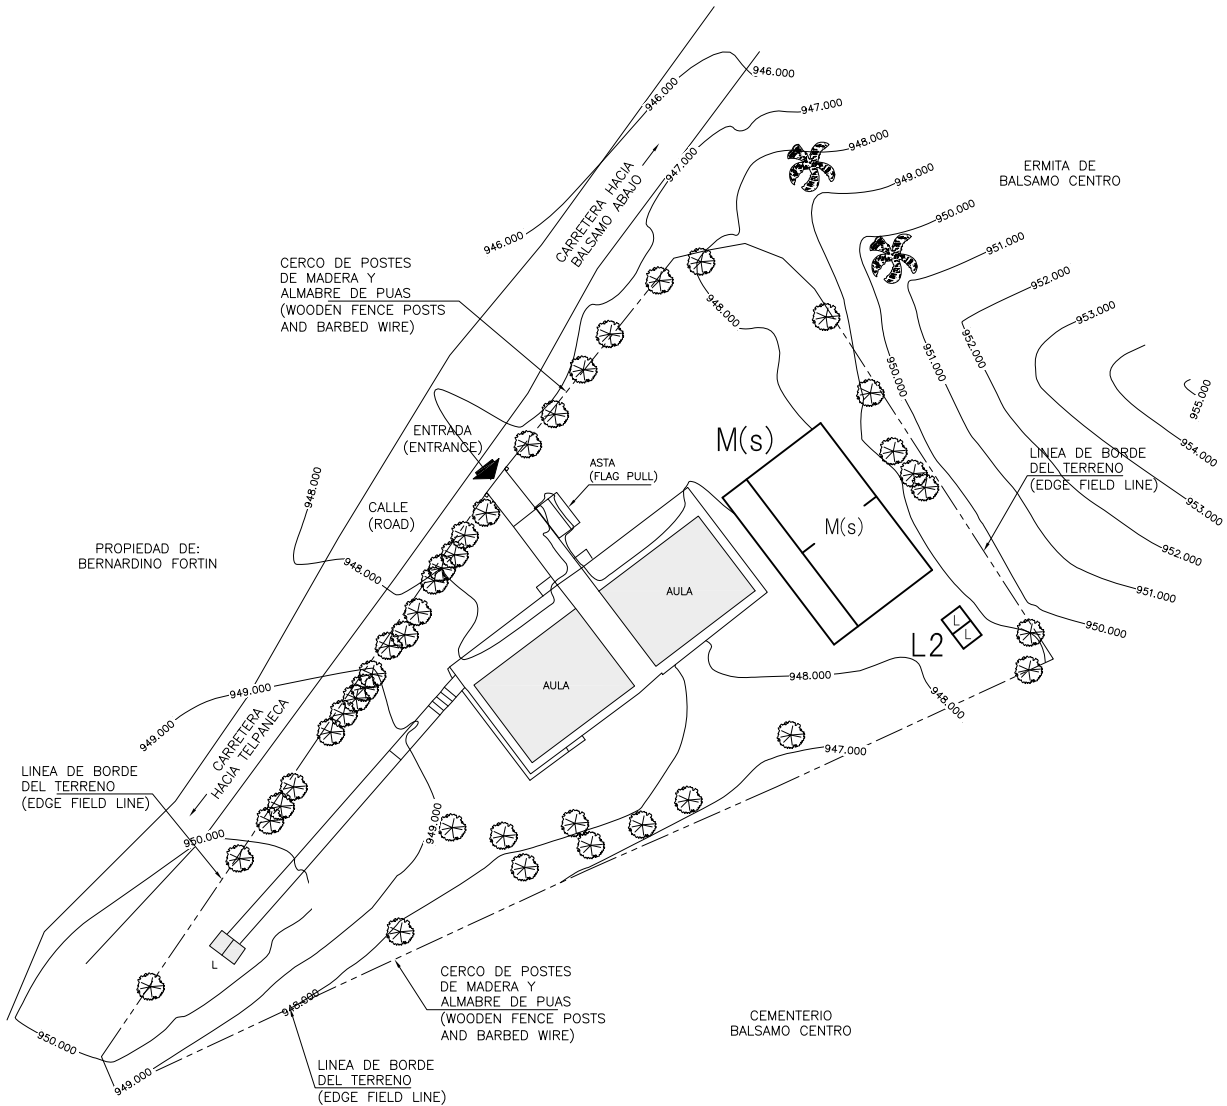 946.000
946.000
947.000
948.000
949.000
950.000
951.000
952.000
953.000
954.000
955.000
946.000
947.000
CARRETERA HACIA
BALSAMO ABAJO
ERMITA DE
BALSAMO CENTRO
CERCO DE POSTES
DE MADERA Y
ALMABRE DE PUAS
(WOODEN FENCE POSTS
AND BARBED WIRE)
948.000
952.000
951.000
950.000
ENTRADA
(ENTRANCE)
M(s)
ASTA
(FLAG PULL)
LINEA DE BORDE
DEL TERRENO
(EDGE FIELD LINE)
948.000
CALLE
(ROAD)
M(s)
953.000
PROPIEDAD DE:
BERNARDINO FORTIN
948.000
952.000
951.000
AULA
950.000
L
L
L2
AULA
948.000
948.000
949.000
949.000
CARRETERA
HACIA TELPANECA
947.000
LINEA DE BORDE
DEL TERRENO
(EDGE FIELD LINE)
949.000
950.000
L
CERCO DE POSTES
DE MADERA Y
ALMABRE DE PUAS
(WOODEN FENCE POSTS
AND BARBED WIRE)
948.000
CEMENTERIO
BALSAMO CENTRO
950.000
949.000
LINEA DE BORDE
DEL TERRENO
(EDGE FIELD LINE)